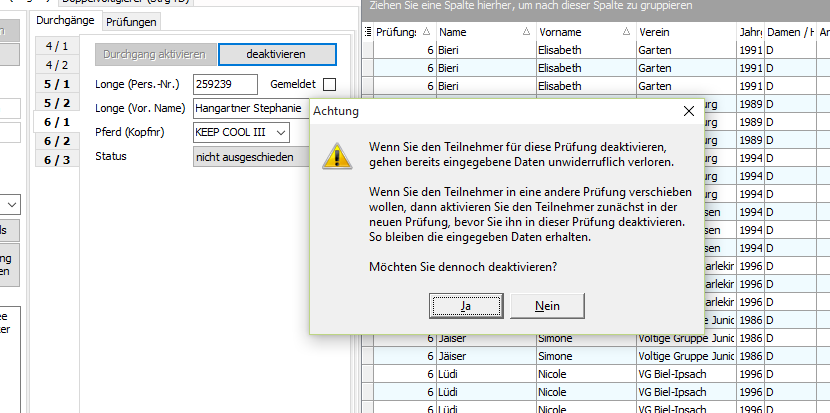 Ziehen Sie eine Spalte hierher, um nach dieser Spalte zu gruppieren
Durchgänge
Prüfungen
4 / 1
4 / 2
5 / 1
5 / 2
6 / 1
6 / 2
6 / 3
Durchgang aktivieren
deaktivieren
Longe (Pers.-Nr.)
259239
Gemeldet
Longe (Vor. Name)
Hangartner Stephanie
Pferd (Kopfnr)
KEEP COOL III
Status
nicht ausgeschieden
Achtung
Wenn Sie den Teilnehmer für diese Prüfung deaktivieren,
gehen bereits eingegebene Daten unwiderruflich verloren.
Wenn Sie den Teilnehmer in eine andere Prüfung verschieben
wollen, dann aktivieren Sie den Teilnehmer zunächst in der
neuen Prüfung, bevor Sie ihn in dieser Prüfung deaktivieren.
So bleiben die eingegeben Daten erhalten.
Möchten Sie dennoch deaktivieren?
Ja
Nein
Prüfungs Name Vorname Verein Jahrg Damen / H
6 Bieri Elisabeth Garten 1991 D
6 Bieri Elisabeth Garten 1991 D
6 Bieri Elisabeth Garten 1991 D
urg 1989 D
urg 1989 D
urg 1989 D
1994 D
1994 D
1994 D
sen 1994 D
sen 1994 D
sen 1994 D
arlekin 1996 D
arlekin 1996 D
arlekin 1996 D
e Junio 1986 D
6 Jäiser Simone Voltige Gruppe Junio 1986 D
6 Jäiser Simone Voltige Gruppe Junio 1986 D
6 Lüdi Nicole VG Biel-Ipsach 1996 D
6 Lüdi Nicole VG Biel-Ipsach 1996 D
6 Lüdi Nicole VG Biel-Ipsach 1996 D